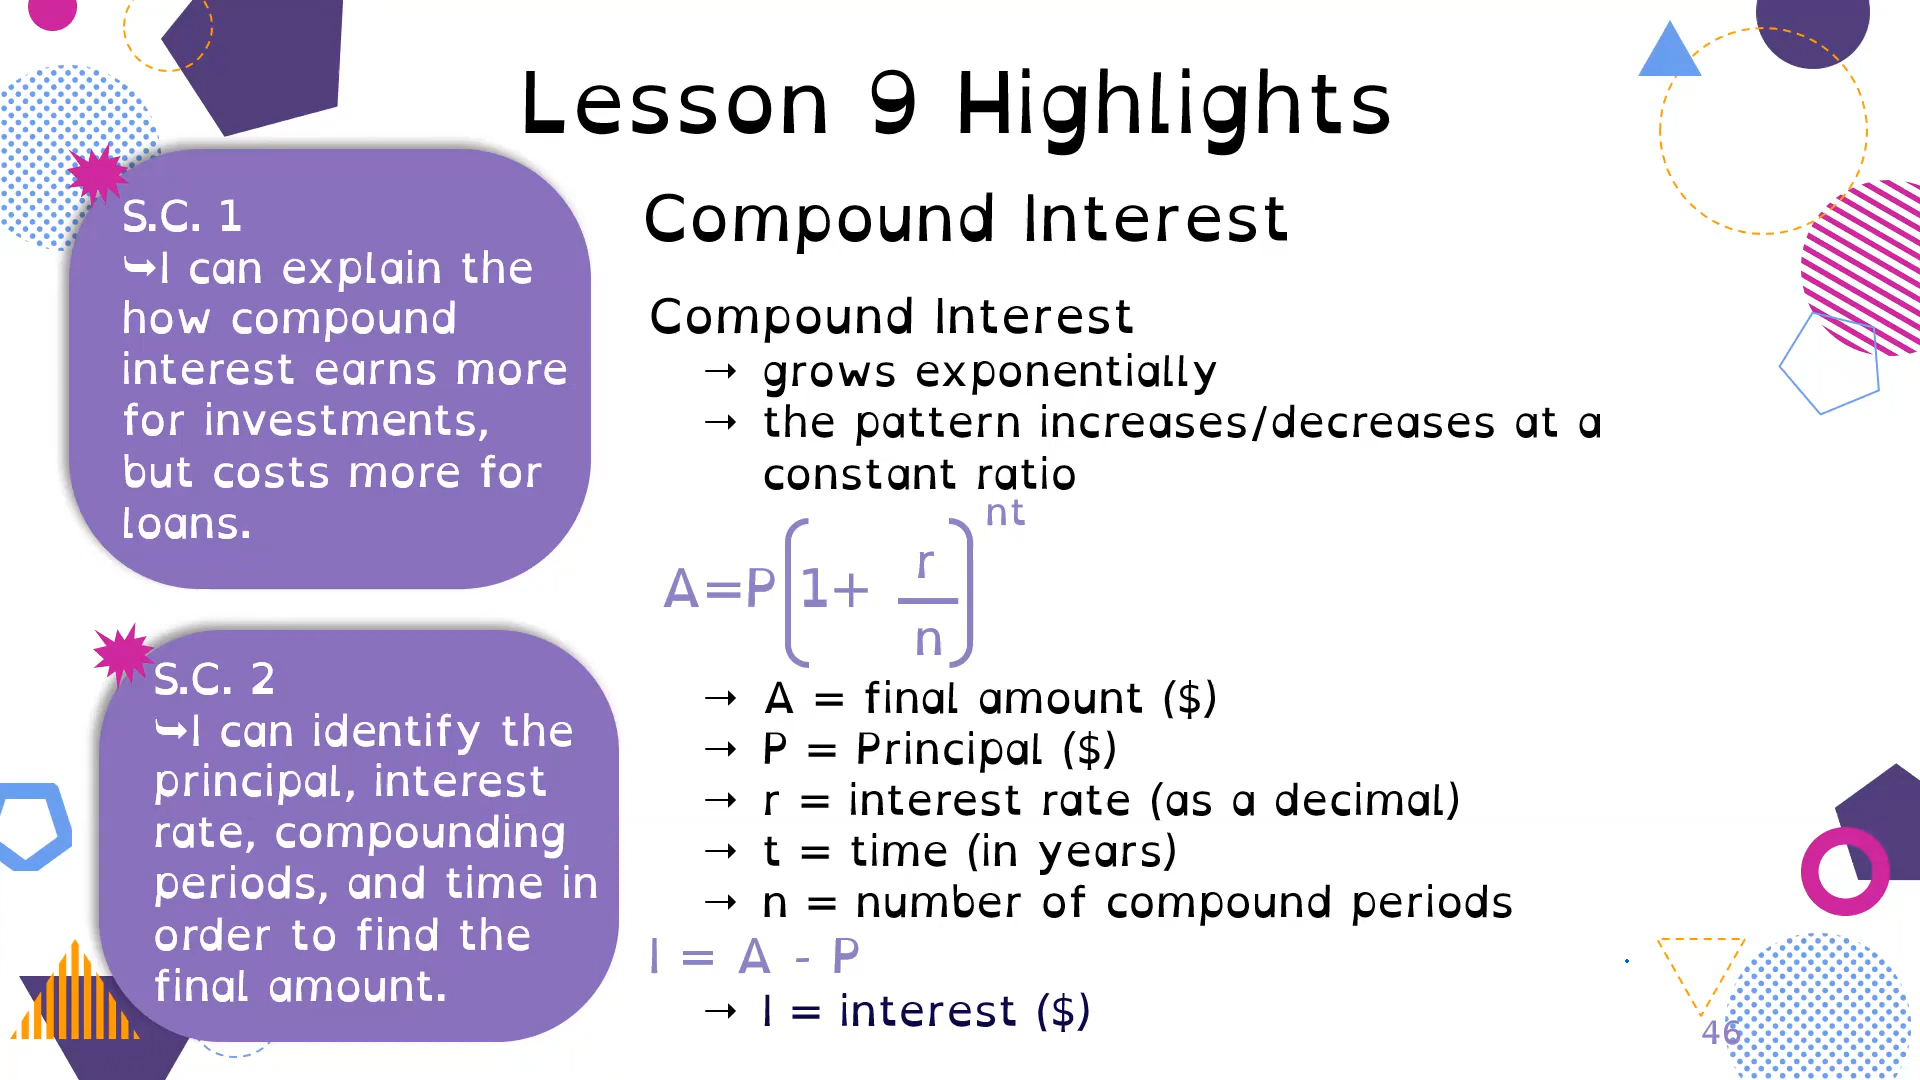 Lesson 9 Highlights
S.C. 1
➥I can explain the
how compound
interest earns more
for investments,
but costs more for
loans.
S.C. 2
➥I can identify the
principal, interest
rate, compounding
periods, and time in
order to find the
final amount.
Compound Interest
Compound Interest
→ grows exponentially
→ the pattern increases/decreases at a
constant ratio
A=P(1+ r/n)^nt
→ A = final amount ($)
→ P = Principal ($)
→ r = interest rate (as a decimal)
→ t = time (in years)
→ n = number of compound periods
I = A - P
→ I = interest ($)
46